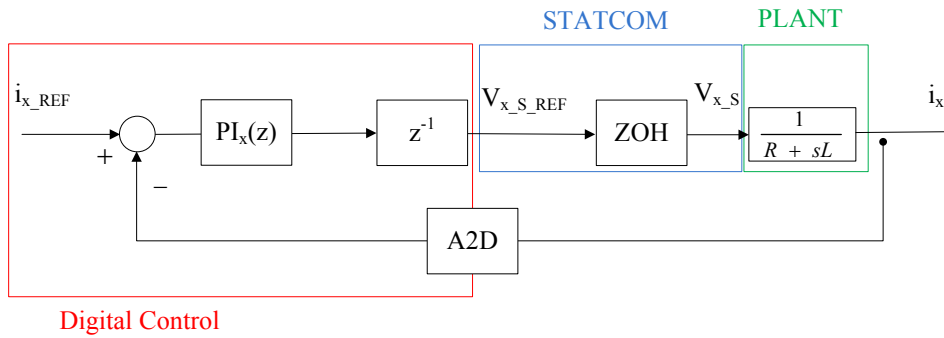 STATCOM
PLANT
i_x_REF
PI_x(z)
z^-1
V_x_S_REF
ZOH
V_x_S
1
R + sL
i_x
+
−
A2D
Digital Control